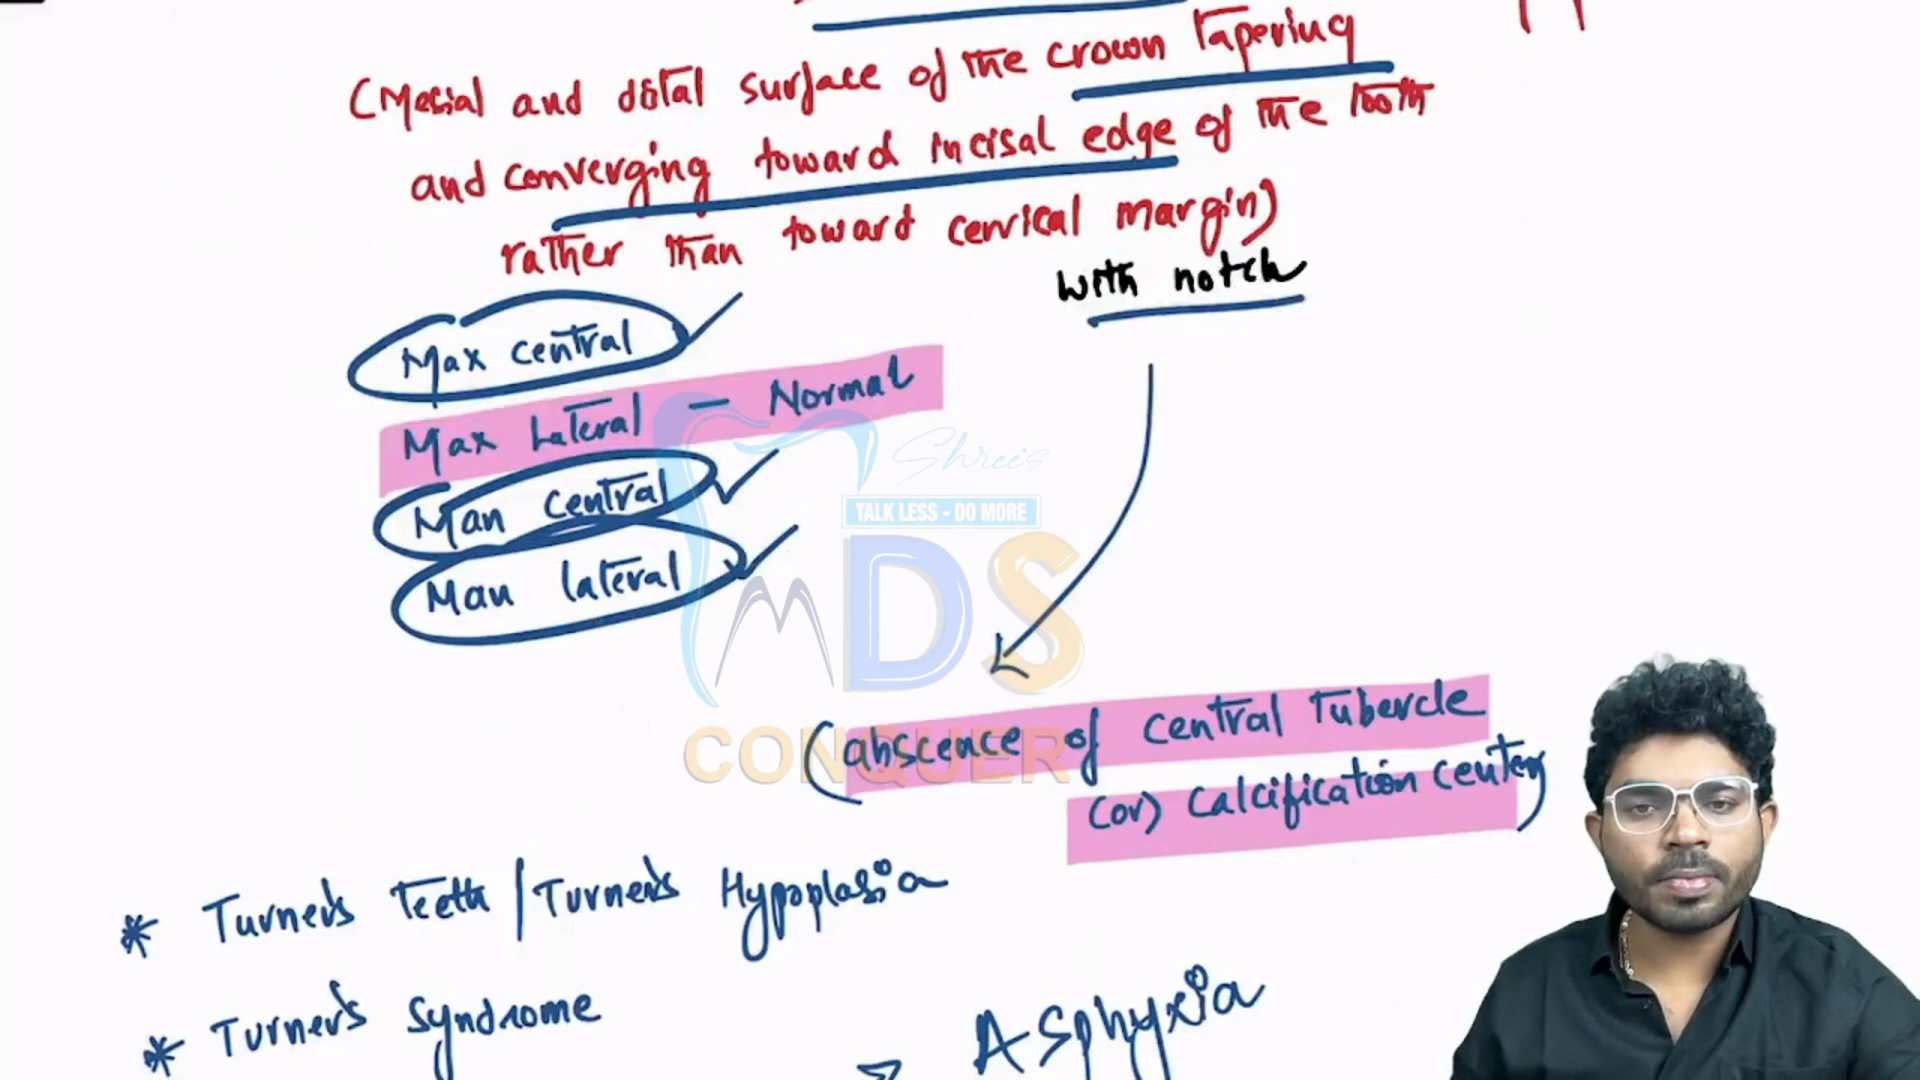 (Mesial and distal surface of the crown Tapering
and converging toward incisal edge of the tooth
rather than toward cervical margin)
with notch
Max central
Max Lateral — Normal
Man central
Man lateral
Shrees
TALK LESS - DO MORE
MDS
CONQUER
(abscence of central Tubercle
(or) calcification center)
* Turner's Teeth / Turner's Hypoplasia
* Turner's Syndrome
Asphyxia